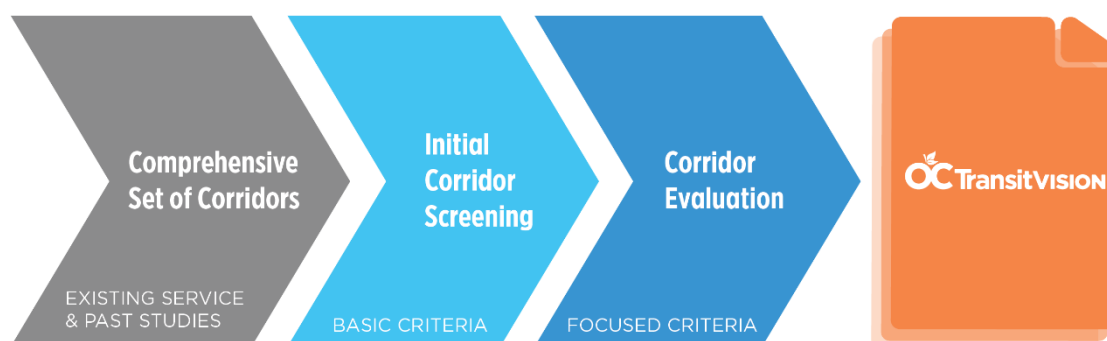 Comprehensive
Set of Corridors
EXISTING SERVICE
& PAST STUDIES
Initial
Corridor
Screening
BASIC CRITERIA
Corridor
Evaluation
FOCUSED CRITERIA
OC TransitVISION